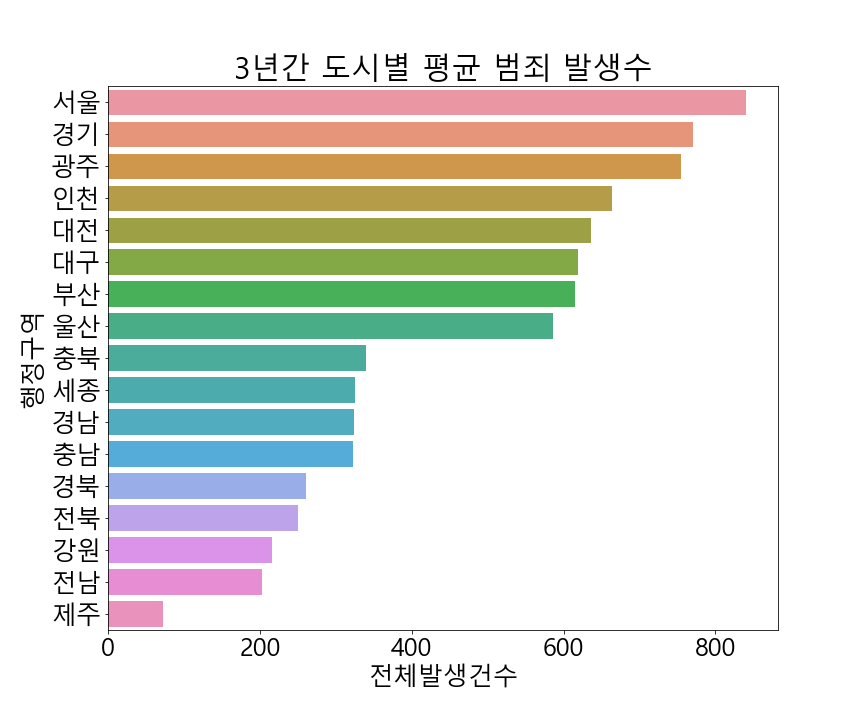 3년간 도시별 평균 범죄 발생수
행정구역
서울
경기
광주
인천
대전
대구
부산
울산
충북
세종
경남
충남
경북
전북
강원
전남
제주
0 200 400 600 800
전체발생건수